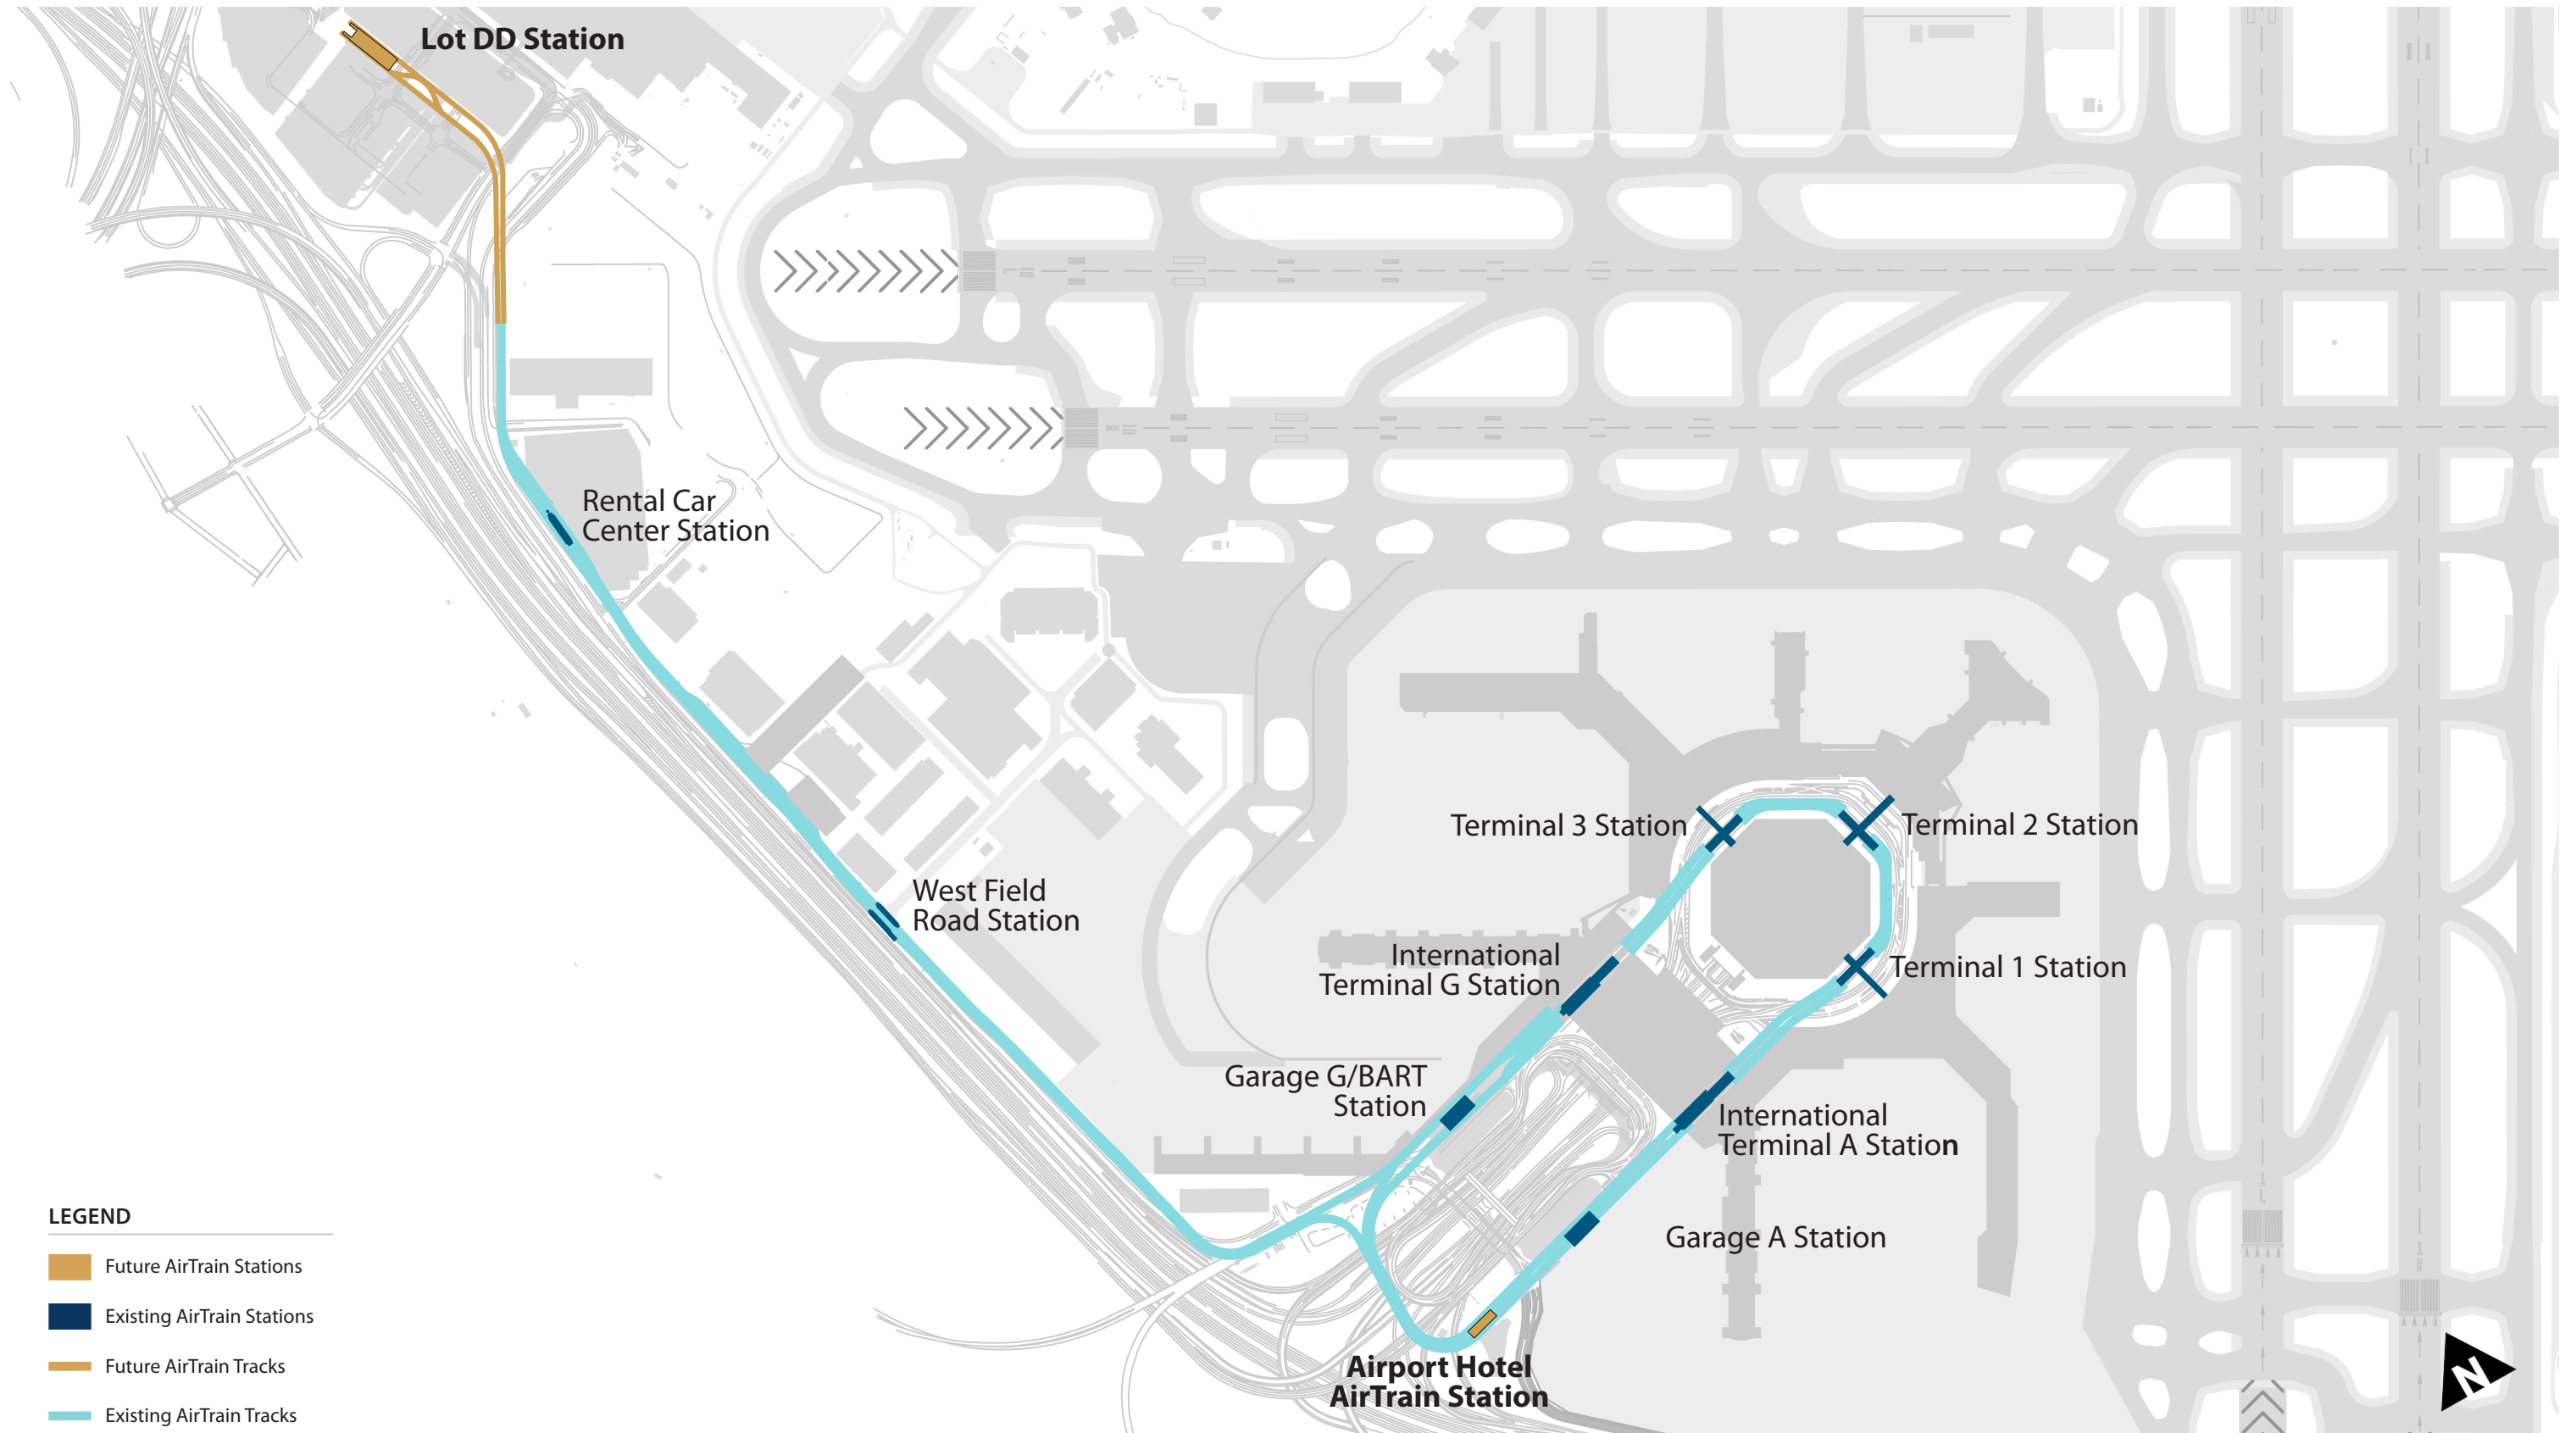 Lot DD Station
Rental Car
Center Station
Terminal 3 Station
Terminal 2 Station
West Field
Road Station
International
Terminal G Station
Terminal 1 Station
Garage G/BART
Station
International
Terminal A Station
Garage A Station
Airport Hotel
AirTrain Station
LEGEND
Future AirTrain Stations
Existing AirTrain Stations
Future AirTrain Tracks
Existing AirTrain Tracks
N